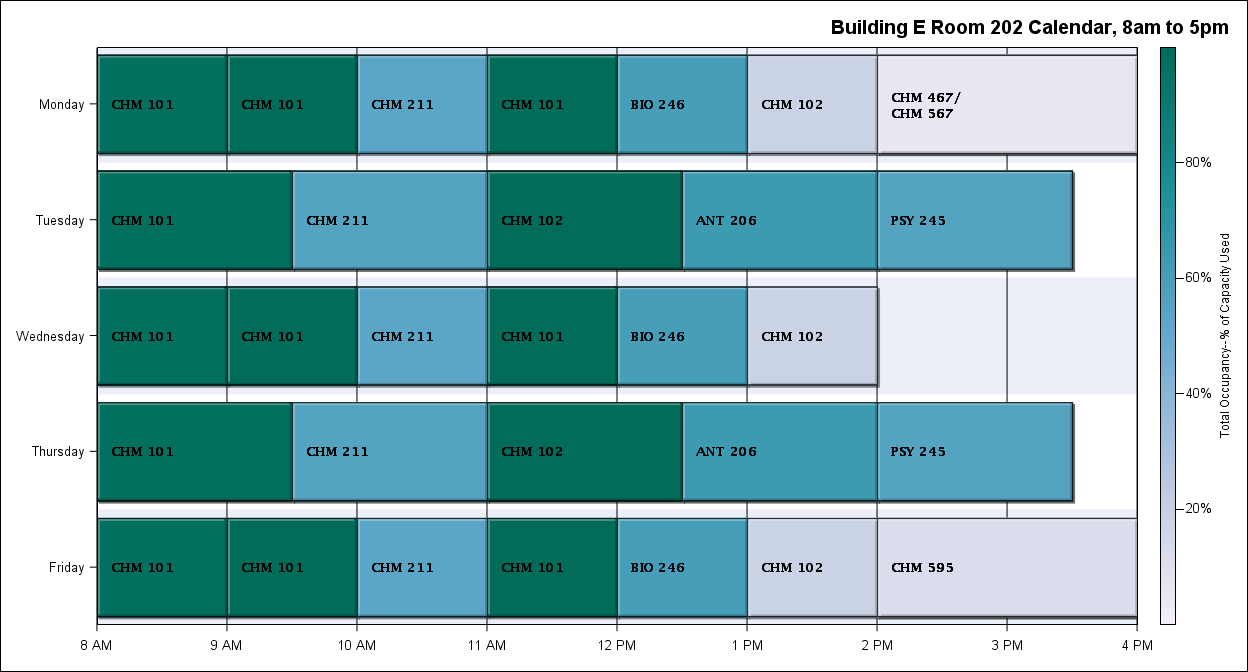 Building E Room 202 Calendar, 8am to 5pm
Monday
CHM 101
CHM 101
CHM 211
CHM 101
BIO 246
CHM 102
CHM 467/
CHM 567
Tuesday
CHM 101
CHM 211
CHM 102
ANT 206
PSY 245
Wednesday
CHM 101
CHM 101
CHM 211
CHM 101
BIO 246
CHM 102
Thursday
CHM 101
CHM 211
CHM 102
ANT 206
PSY 245
Friday
CHM 101
CHM 101
CHM 211
CHM 101
BIO 246
CHM 102
CHM 595
8 AM
9 AM
10 AM
11 AM
12 PM
1 PM
2 PM
3 PM
4 PM
80%
60%
40%
20%
Total Occupancy--% of Capacity Used